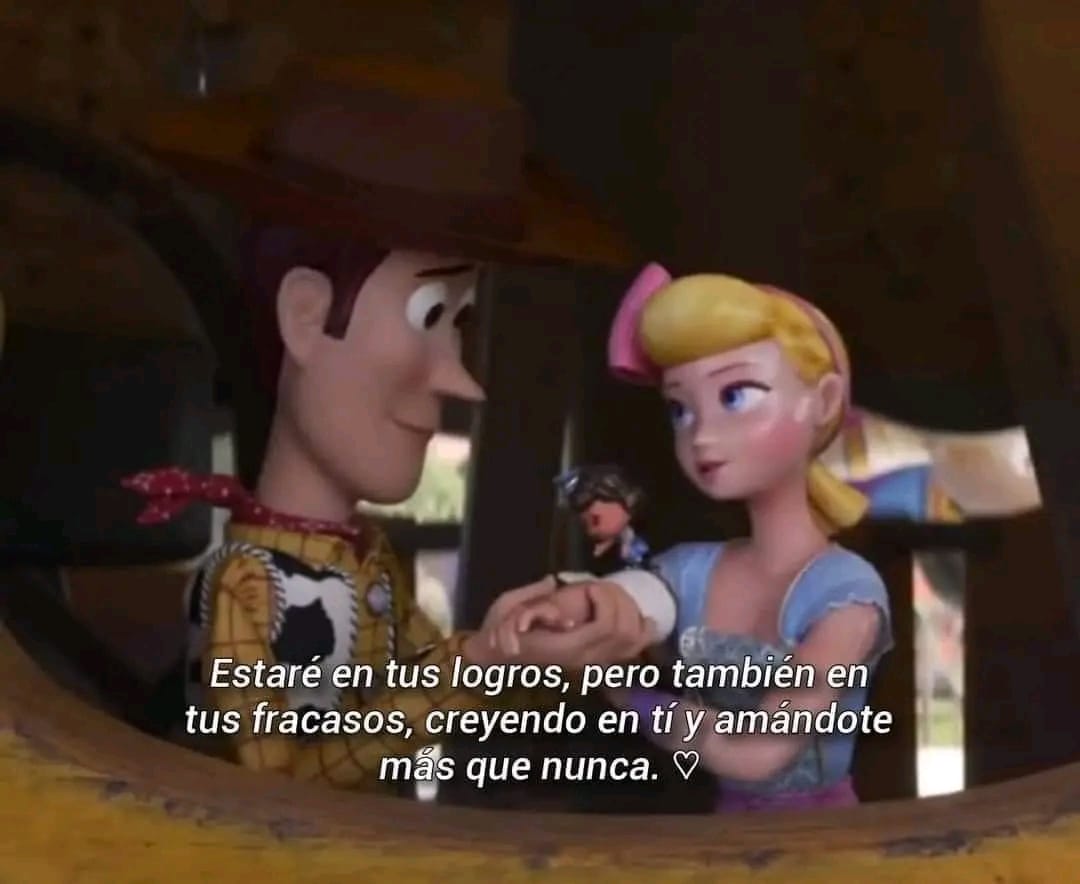 Estaré en tus logros, pero también en
tus fracasos, creyendo en tí y amándote
más que nunca. ♡